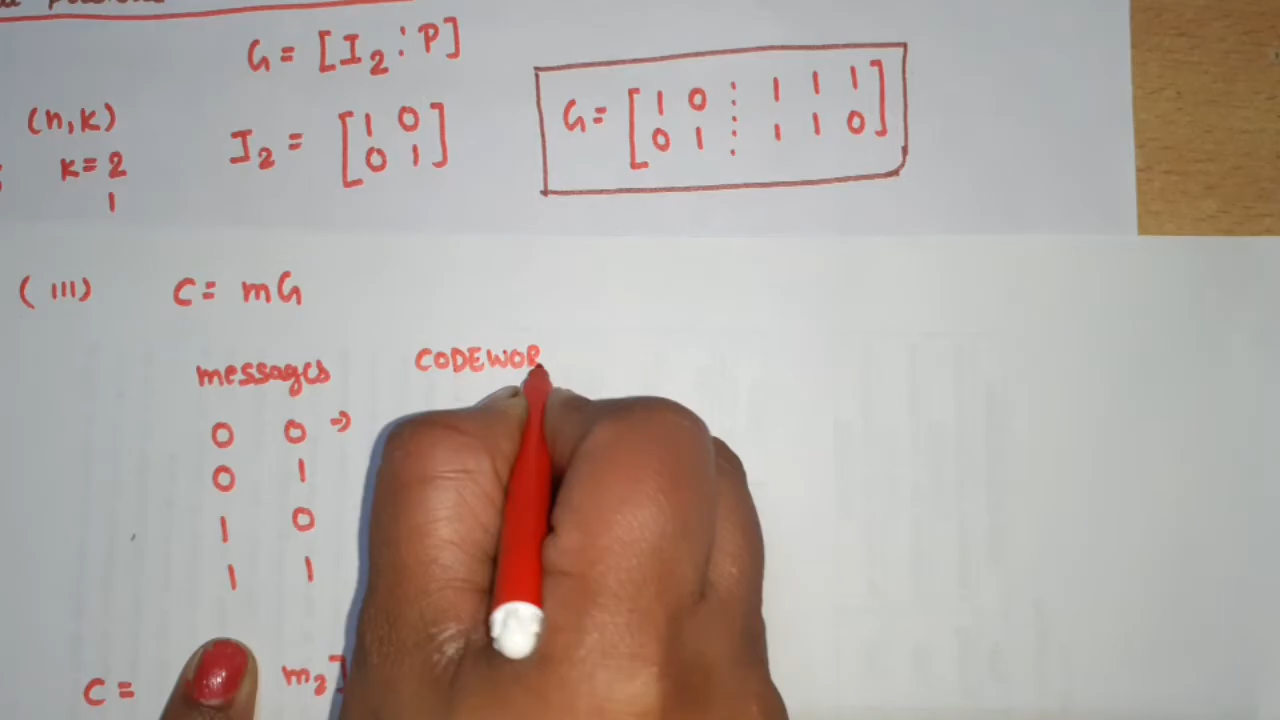 G = [I2 : P]
(n,k)
k=2
1
I2 = [1 0
0 1]
G = [1 0 : 1 1 1
0 1 : 1 1 0]
(III) C = mG
messages CODEWOR
0 0 →
0 1
1 0
1 1
C = m2]